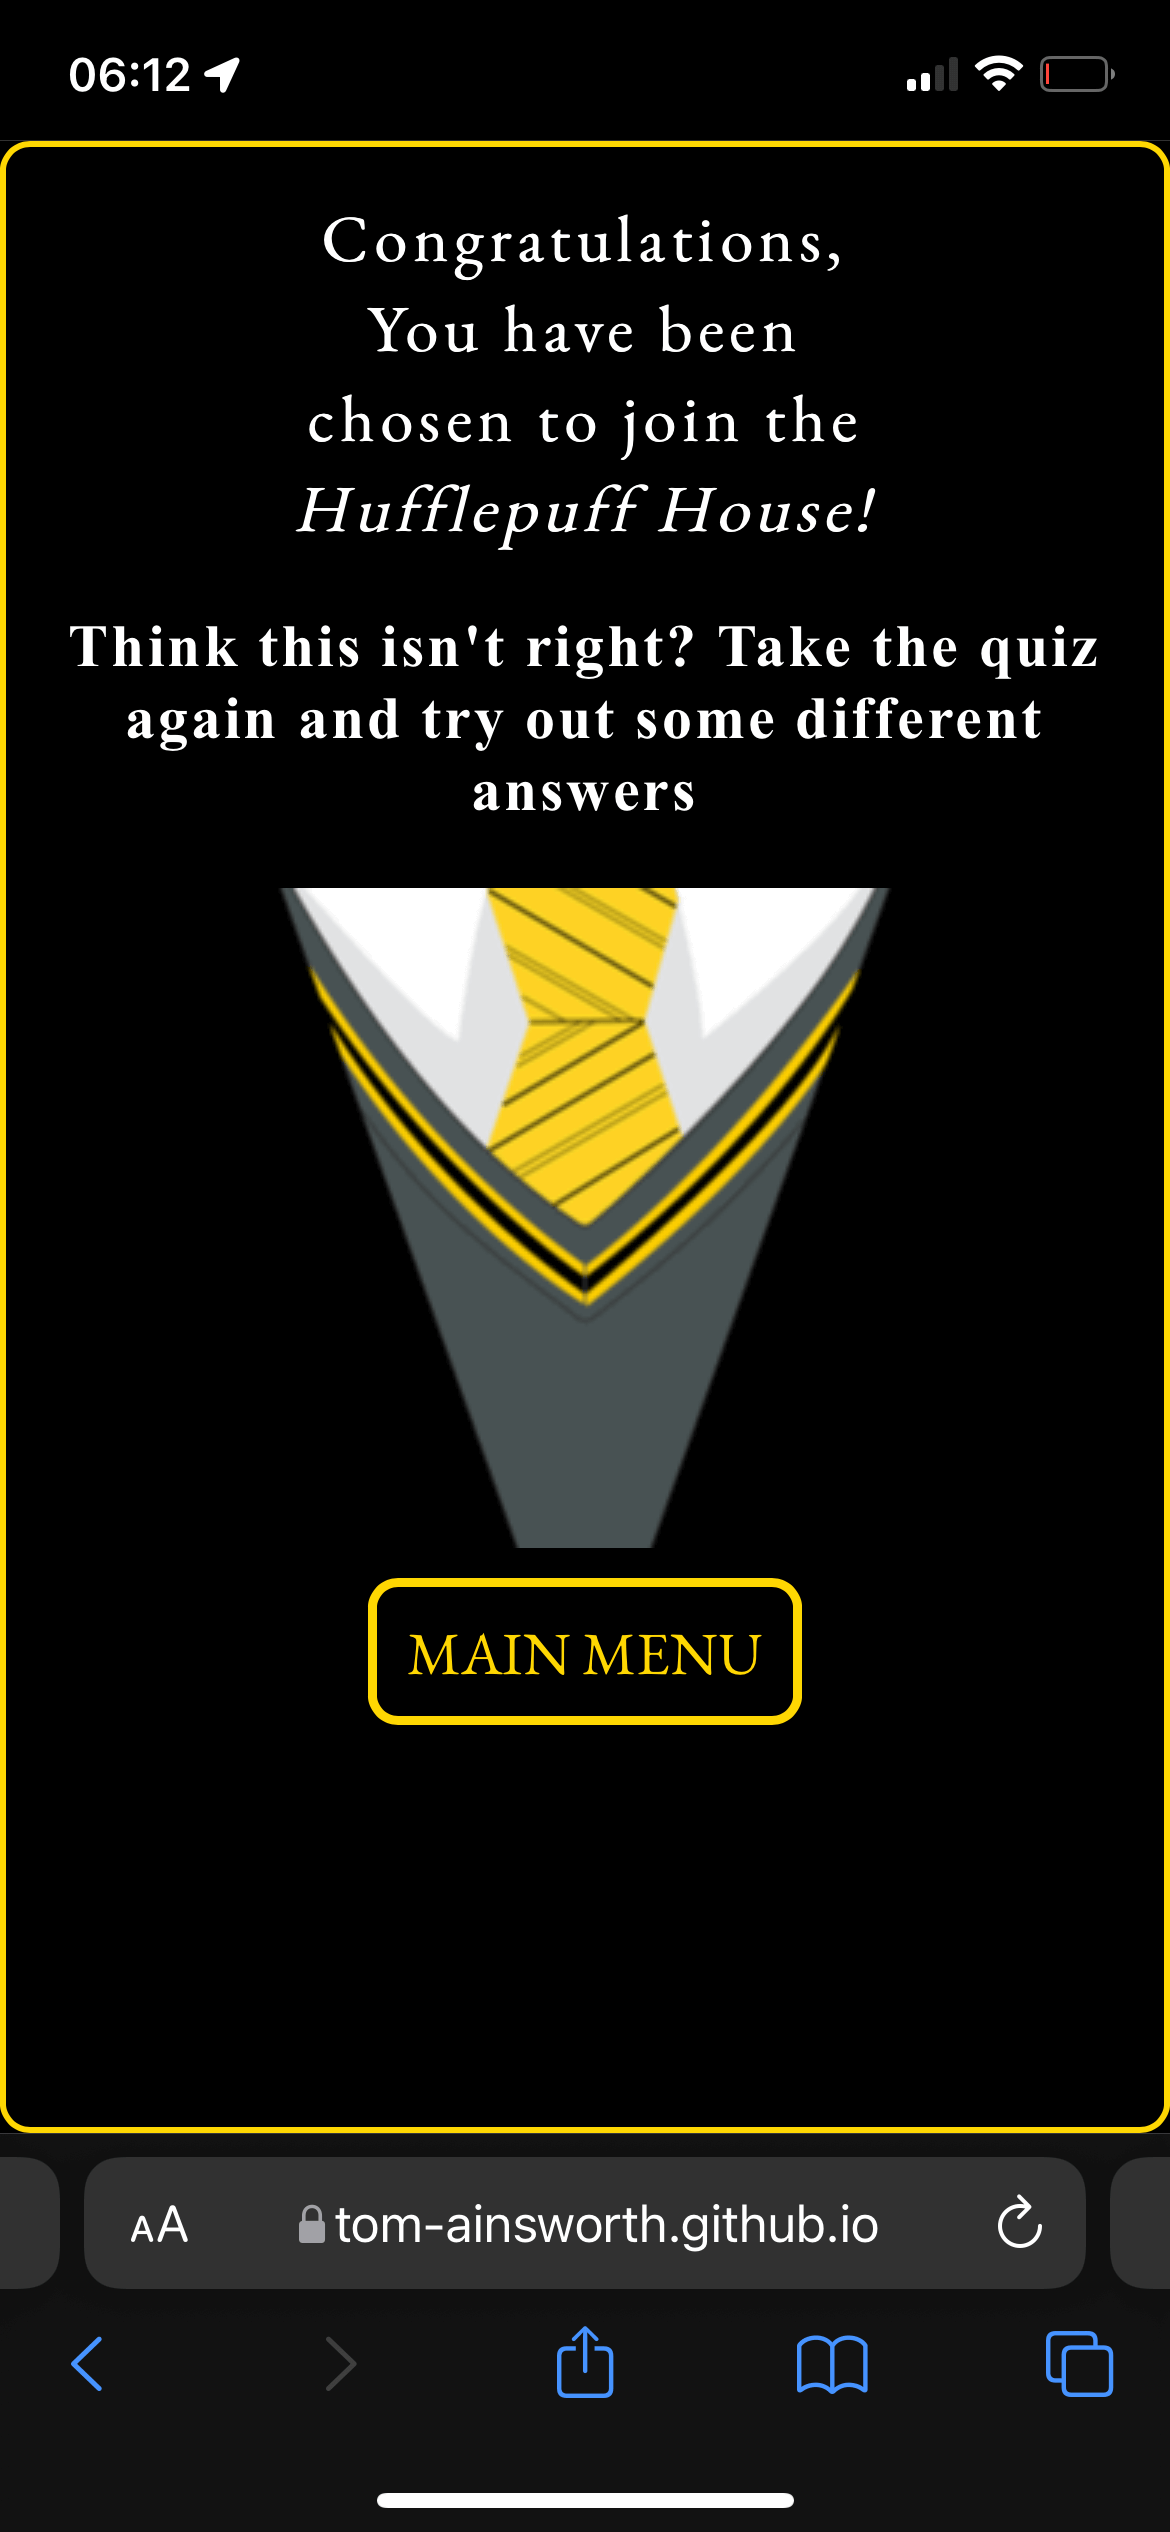 06:12
Congratulations,
You have been
chosen to join the
Hufflepuff House!
Think this isn't right? Take the quiz
again and try out some different
answers
MAIN MENU
AA tom-ainsworth.github.io